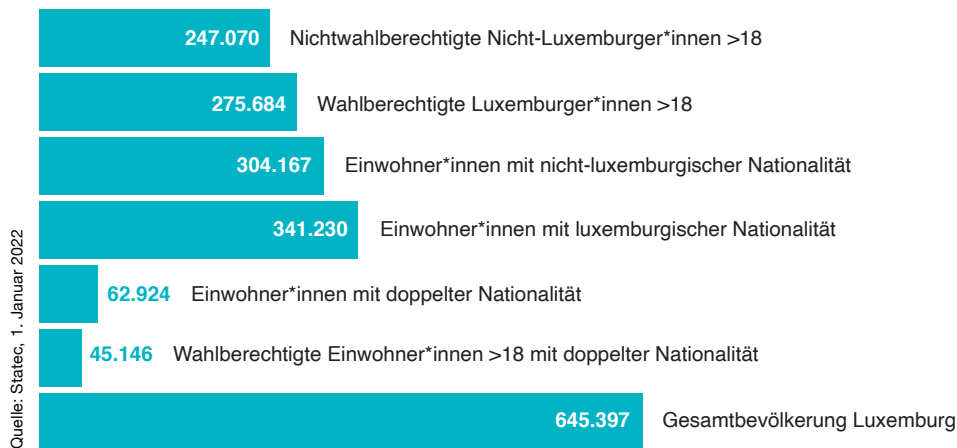 247.070 Nichtwahlberechtigte Nicht-Luxemburger*innen >18
275.684 Wahlberechtigte Luxemburger*innen >18
304.167 Einwohner*innen mit nicht-luxemburgischer Nationalität
341.230 Einwohner*innen mit luxemburgischer Nationalität
62.924 Einwohner*innen mit doppelter Nationalität
45.146 Wahlberechtigte Einwohner*innen >18 mit doppelter Nationalität
645.397 Gesamtbevölkerung Luxemburg
Quelle: Statec, 1. Januar 2022